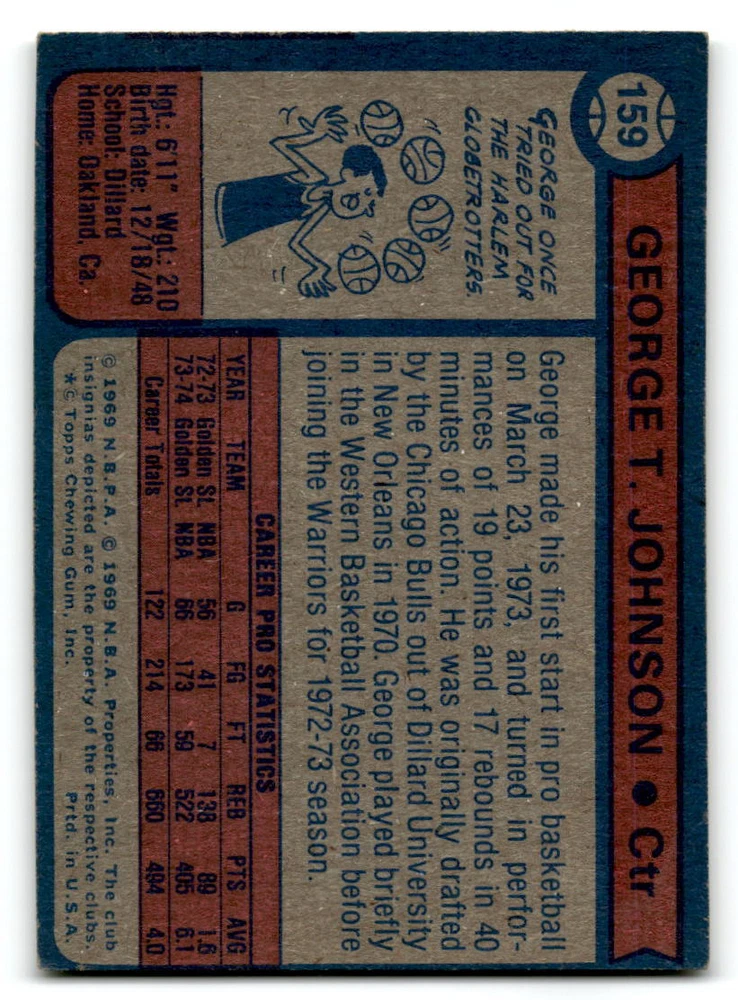 159
GEORGE T. JOHNSON • Ctr
GEORGE ONCE
TRIED OUT FOR
THE HARLEM
GLOBETROTTERS.
Hgt.: 6'11" Wgt.: 210
Birth date: 12/18/48
School: Dillard
Home: Oakland, Ca.
George made his first start in pro basketball
on March 23, 1973, and turned in perfor-
mances of 19 points and 17 rebounds in 40
minutes of action. He was originally drafted
by the Chicago Bulls out of Dillard University
in New Orleans in 1970. George played briefly
in the Western Basketball Association before
joining the Warriors for 1972-73 season.
CAREER PRO STATISTICS
YEAR TEAM G FG FT REB PTS AVG
72-73 Golden St. NBA 56 41 7 138 89 1.6
73-74 Golden St. NBA 66 173 59 522 405 6.1
Career Totals 122 214 66 660 494 4.0
© 1969 N.B.P.A. © 1969 N.B.A. Properties, Inc. The club
insignias depicted are the property of the respective clubs.
*© Topps Chewing Gum, Inc. Prtd. in U.S.A.